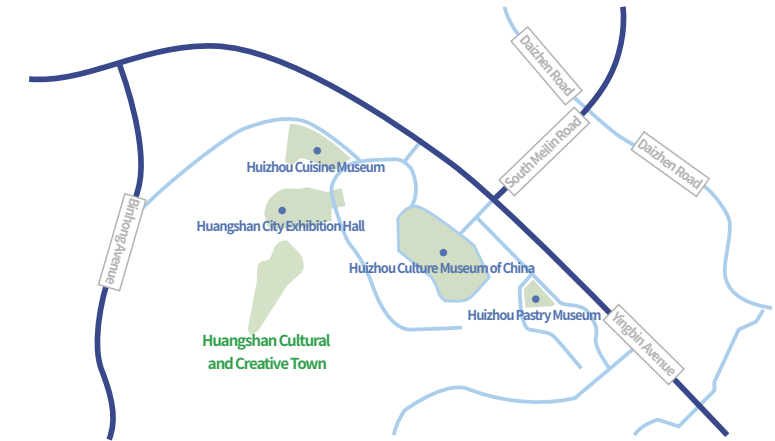 Daizhen Road
South Meilin Road
Daizhen Road
Huizhou Cuisine Museum
Binhong Avenue
Huangshan City Exhibition Hall
Huizhou Culture Museum of China
Huizhou Pastry Museum
Yingbin Avenue
Huangshan Cultural
and Creative Town